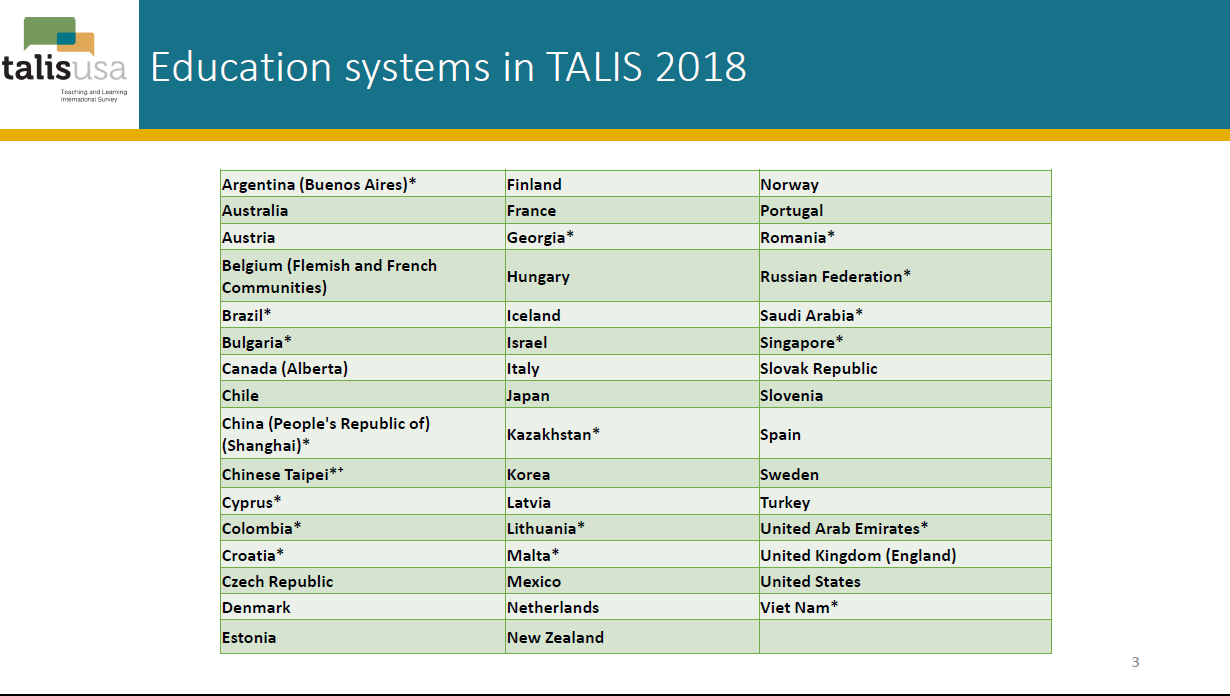 talisusa
Teaching and Learning
International Survey
Education systems in TALIS 2018
Argentina (Buenos Aires)* Finland Norway
Australia France Portugal
Austria Georgia* Romania*
Belgium (Flemish and French
Communities) Hungary Russian Federation*
Brazil* Iceland Saudi Arabia*
Bulgaria* Israel Singapore*
Canada (Alberta) Italy Slovak Republic
Chile Japan Slovenia
China (People's Republic of)
(Shanghai)* Kazakhstan* Spain
Chinese Taipei*+ Korea Sweden
Cyprus* Latvia Turkey
Colombia* Lithuania* United Arab Emirates*
Croatia* Malta* United Kingdom (England)
Czech Republic Mexico United States
Denmark Netherlands Viet Nam*
Estonia New Zealand
3